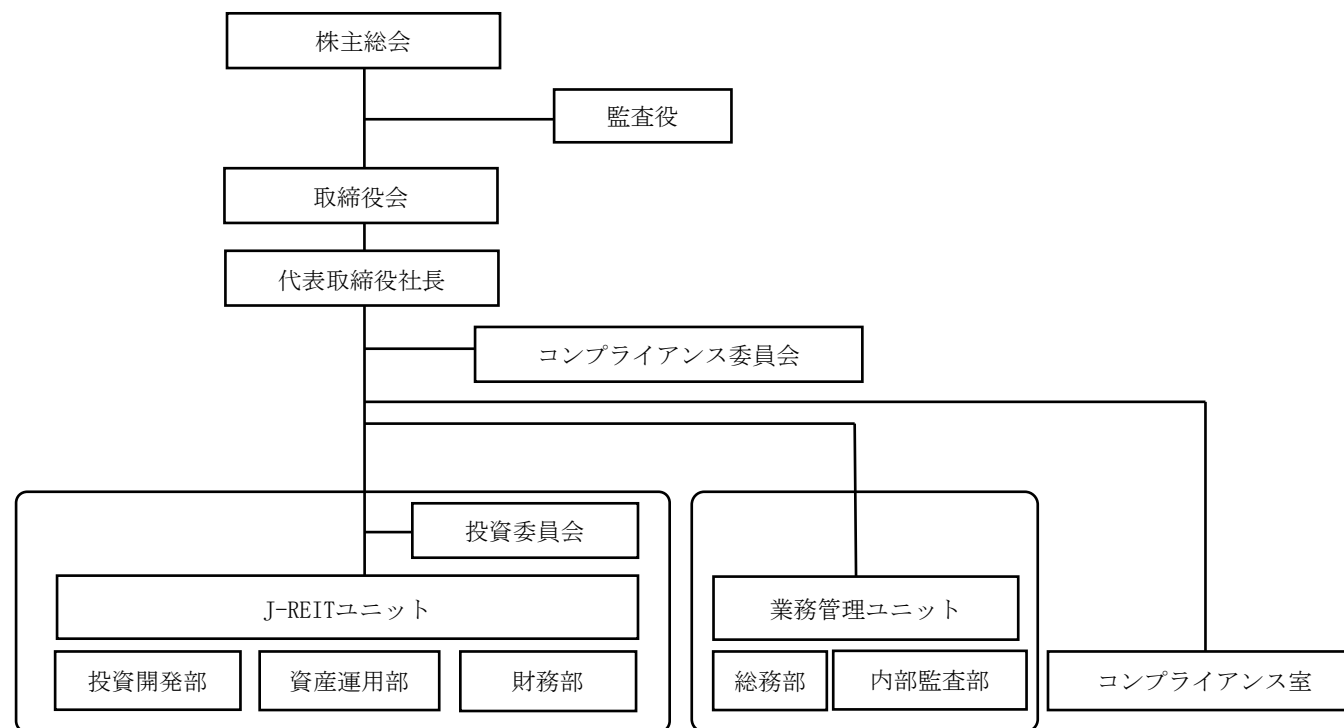 株主総会
監査役
取締役会
代表取締役社長
コンプライアンス委員会
投資委員会
J-REITユニット
業務管理ユニット
投資開発部
資産運用部
財務部
総務部
内部監査部
コンプライアンス室